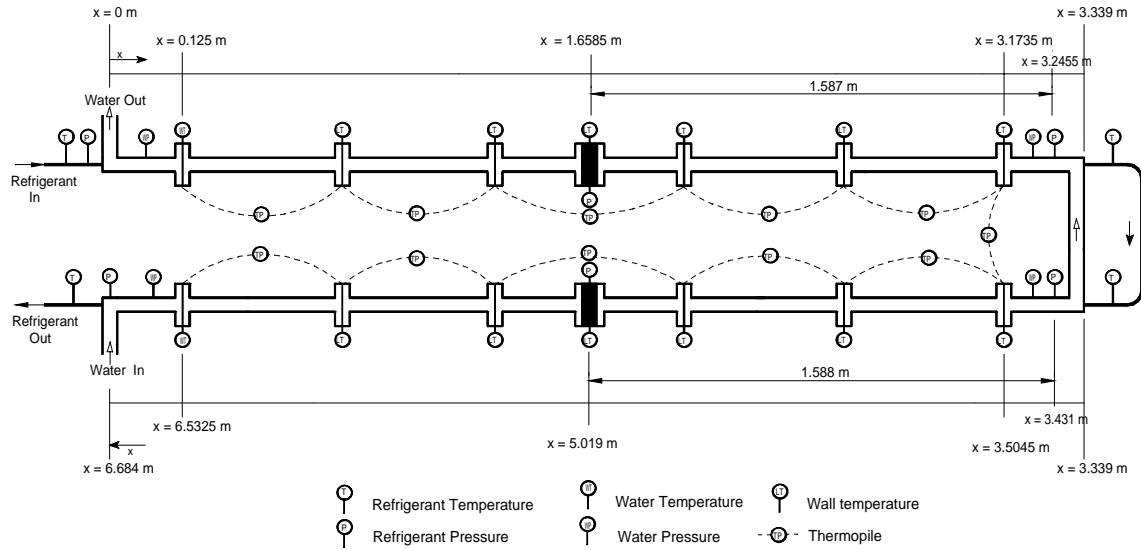 x = 0 m
x = 3.339 m
x = 0.125 m
x = 1.6585 m
x = 3.1735 m
x = 3.2455 m
x
1.587 m
Water Out
T
P
WP
WT
LT
LT
LT
LT
LT
LT
WP
P
T
Refrigerant
In
P
TP
TP
TP
TP
TP
TP
TP
TP
TP
TP
TP
P
T
P
WP
WP
P
T
Refrigerant
Out
Water In
WT
LT
LT
LT
LT
LT
LT
1.588 m
x = 6.5325 m
x = 3.431 m
x
x = 5.019 m
x = 3.5045 m
x = 6.684 m
x = 3.339 m
T Refrigerant Temperature
WT Water Temperature
LT Wall temperature
P Refrigerant Pressure
WP Water Pressure
TP Thermopile